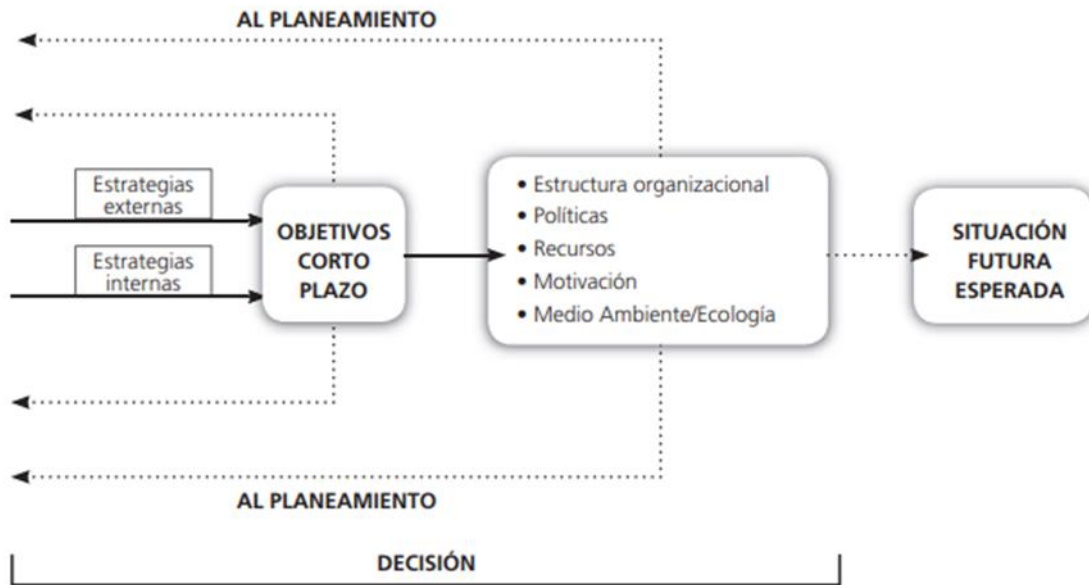 AL PLANEAMIENTO
Estrategias
externas
Estrategias
internas
OBJETIVOS
CORTO
PLAZO
• Estructura organizacional
• Políticas
• Recursos
• Motivación
• Medio Ambiente/Ecología
SITUACIÓN
FUTURA
ESPERADA
AL PLANEAMIENTO
DECISIÓN